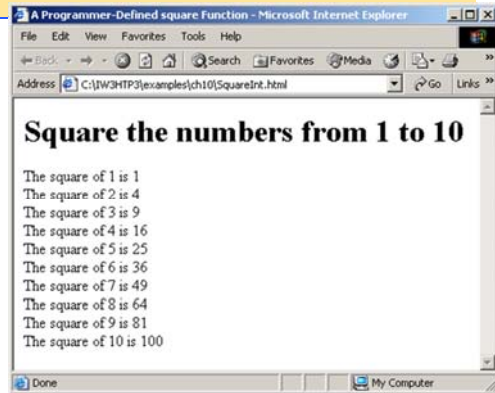 A Programmer-Defined square Function - Microsoft Internet Explorer
File Edit View Favorites Tools Help
Back Search Favorites Media »
Address C:\IW3HTP3\examples\ch10\SquareInt.html Go Links »
Square the numbers from 1 to 10
The square of 1 is 1
The square of 2 is 4
The square of 3 is 9
The square of 4 is 16
The square of 5 is 25
The square of 6 is 36
The square of 7 is 49
The square of 8 is 64
The square of 9 is 81
The square of 10 is 100
Done My Computer